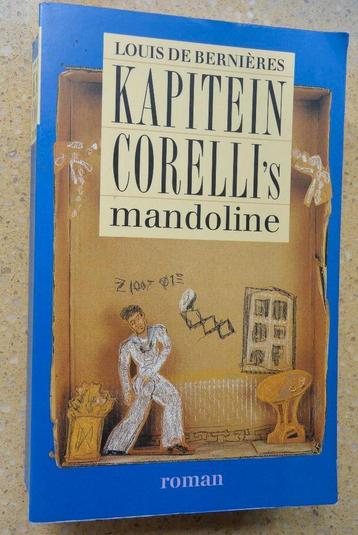 LOUIS DE BERNIÈRES
KAPITEIN
CORELLI's
mandoline
roman